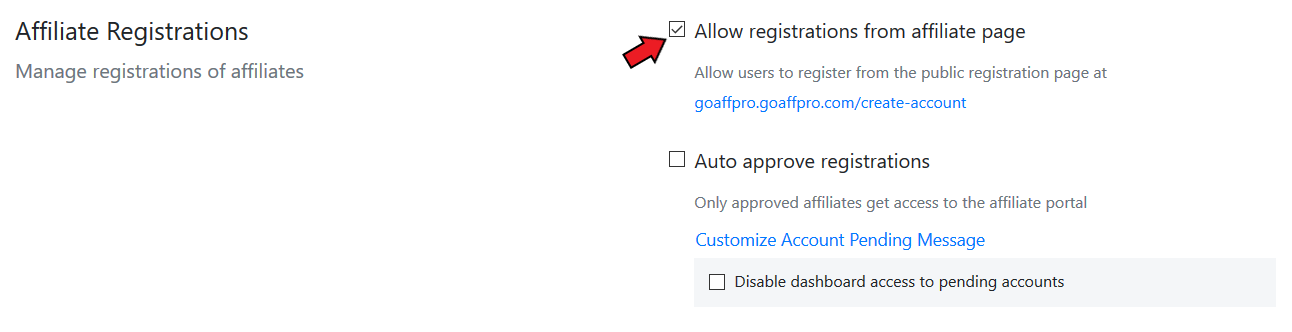 Affiliate Registrations
Manage registrations of affiliates
Allow registrations from affiliate page
Allow users to register from the public registration page at
goaffpro.goaffpro.com/create-account
Auto approve registrations
Only approved affiliates get access to the affiliate portal
Customize Account Pending Message
Disable dashboard access to pending accounts